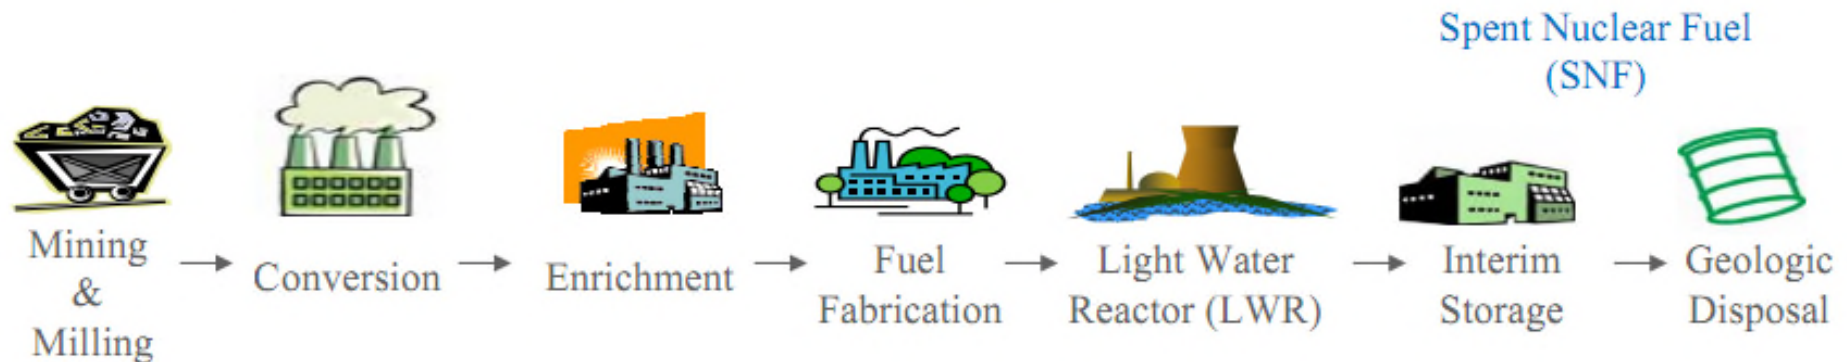 Spent Nuclear Fuel
(SNF)
Mining
&
Milling
Conversion
Enrichment
Fuel
Fabrication
Light Water
Reactor (LWR)
Interim
Storage
Geologic
Disposal